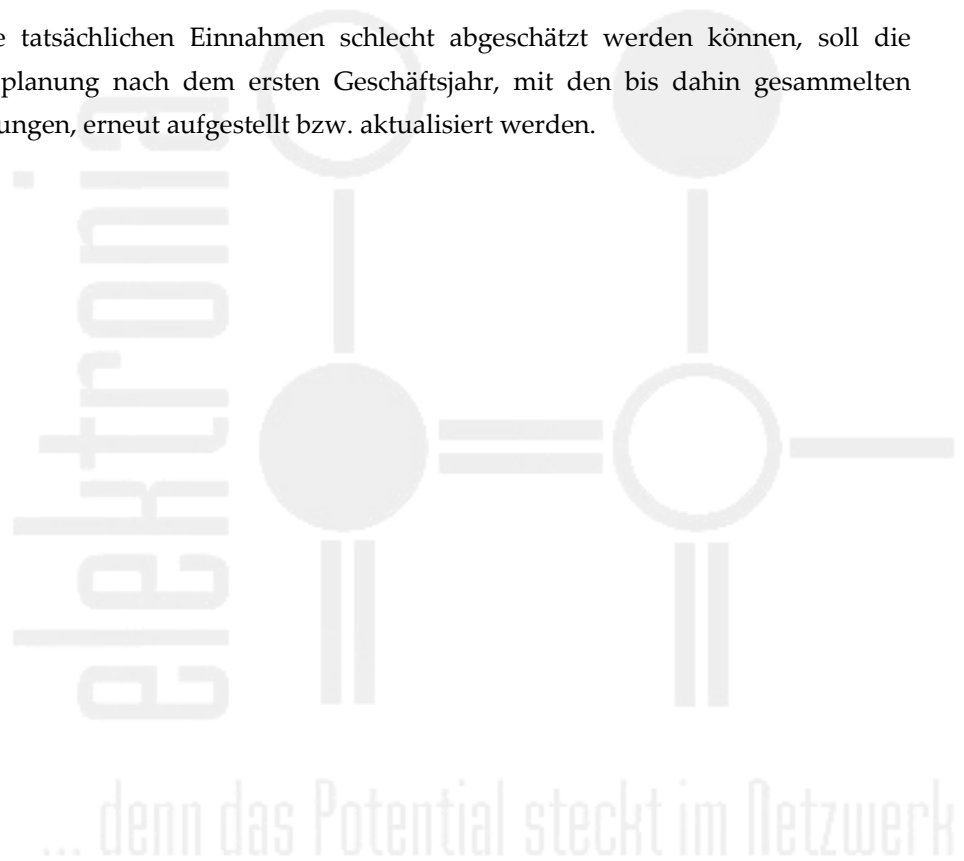 e tatsächlichen Einnahmen schlecht abgeschätzt werden können, soll die
planung nach dem ersten Geschäftsjahr, mit den bis dahin gesammelten
ungen, erneut aufgestellt bzw. aktualisiert werden.
elektronia
... denn das Potential steckt im Netzwerk